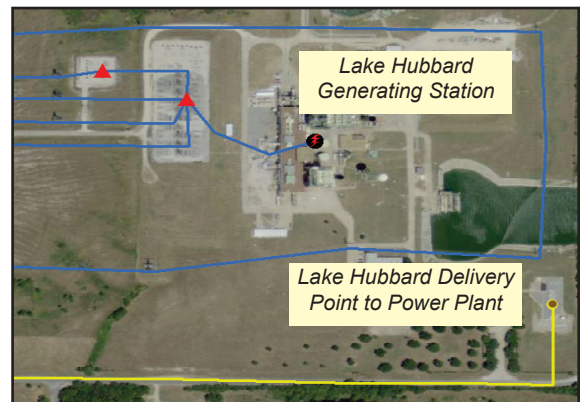 Lake Hubbard
Generating Station
Lake Hubbard Delivery
Point to Power Plant